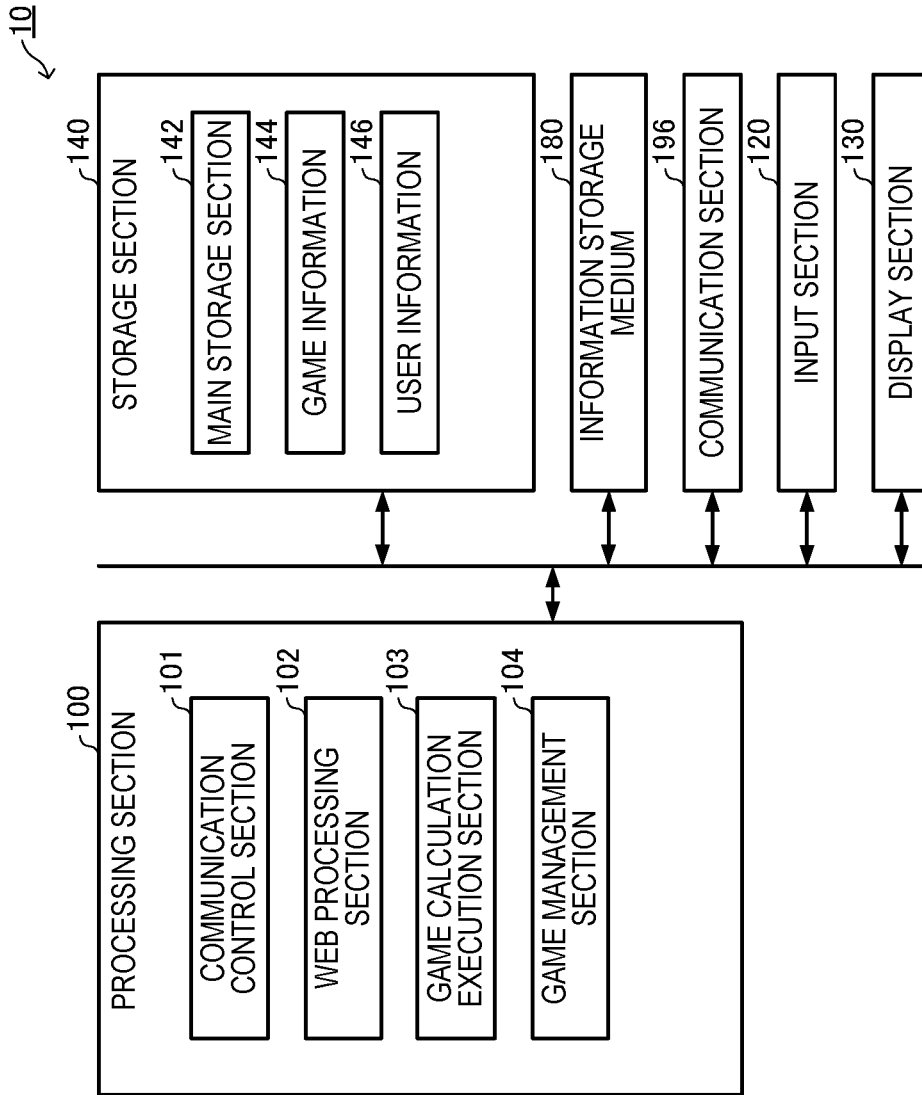 10
100
PROCESSING SECTION
101
COMMUNICATION
CONTROL SECTION
102
WEB PROCESSING
SECTION
103
GAME CALCULATION
EXECUTION SECTION
104
GAME MANAGEMENT
SECTION
140
STORAGE SECTION
142
MAIN STORAGE SECTION
144
GAME INFORMATION
146
USER INFORMATION
180
INFORMATION STORAGE
MEDIUM
196
COMMUNICATION SECTION
120
INPUT SECTION
130
DISPLAY SECTION